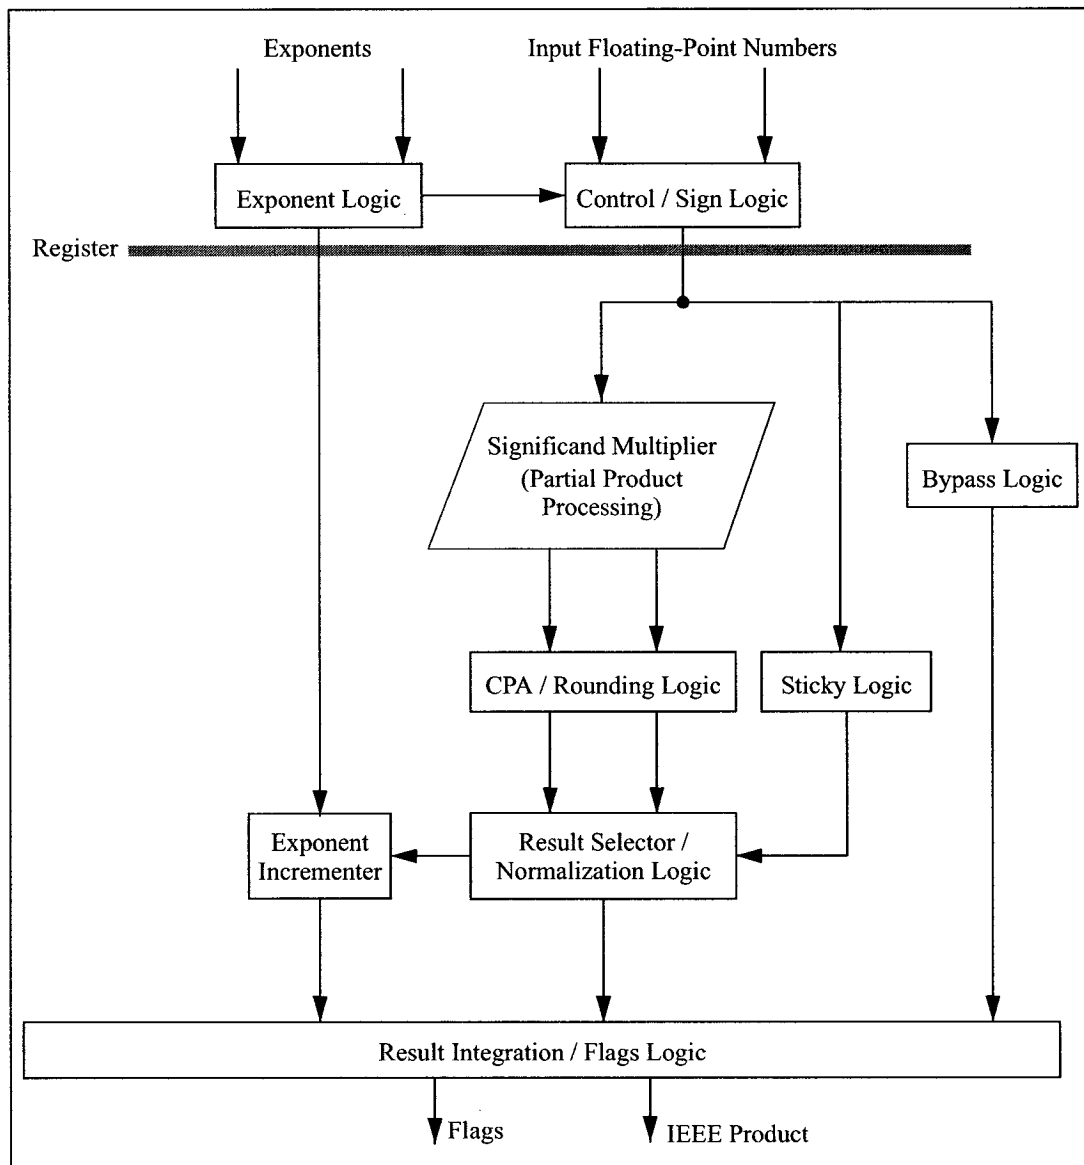 Exponents
Input Floating-Point Numbers
Exponent Logic
Control / Sign Logic
Register
Significand Multiplier
(Partial Product
Processing)
Bypass Logic
CPA / Rounding Logic
Sticky Logic
Exponent
Incrementer
Result Selector /
Normalization Logic
Result Integration / Flags Logic
Flags
IEEE Product